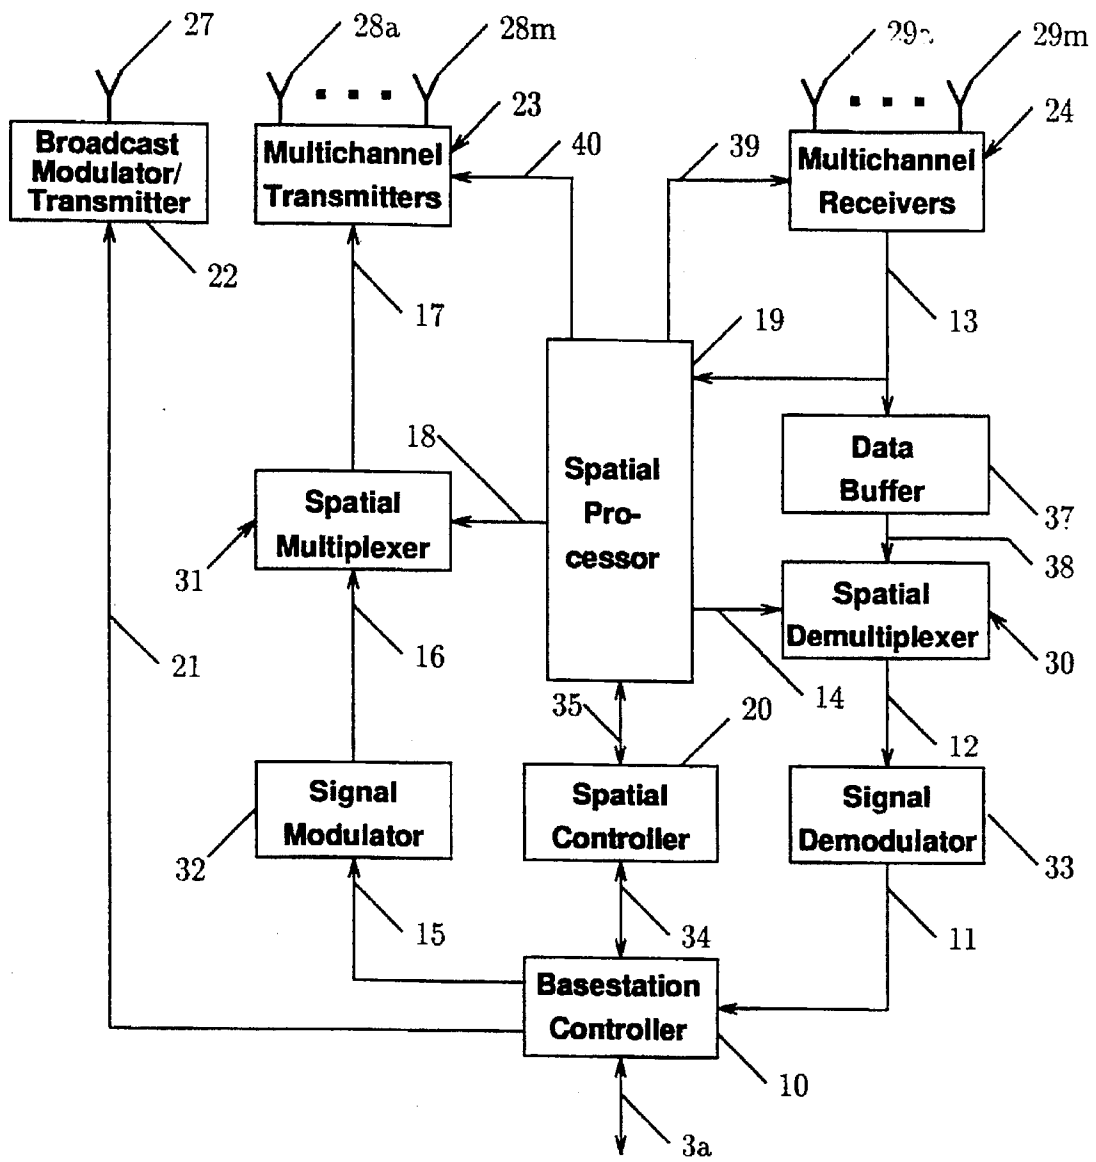 27
28a
28m
29m
23
24
Broadcast
Modulator/
Transmitter
Multichannel
Transmitters
40
39
Multichannel
Receivers
22
17
19
13
18
Spatial
Pro-
cessor
Data
Buffer
Spatial
Multiplexer
37
31
38
Spatial
Demultiplexer
16
21
30
14
35
20
12
Signal
Modulator
Spatial
Controller
Signal
Demodulator
32
33
15
34
11
Basestation
Controller
10
3a